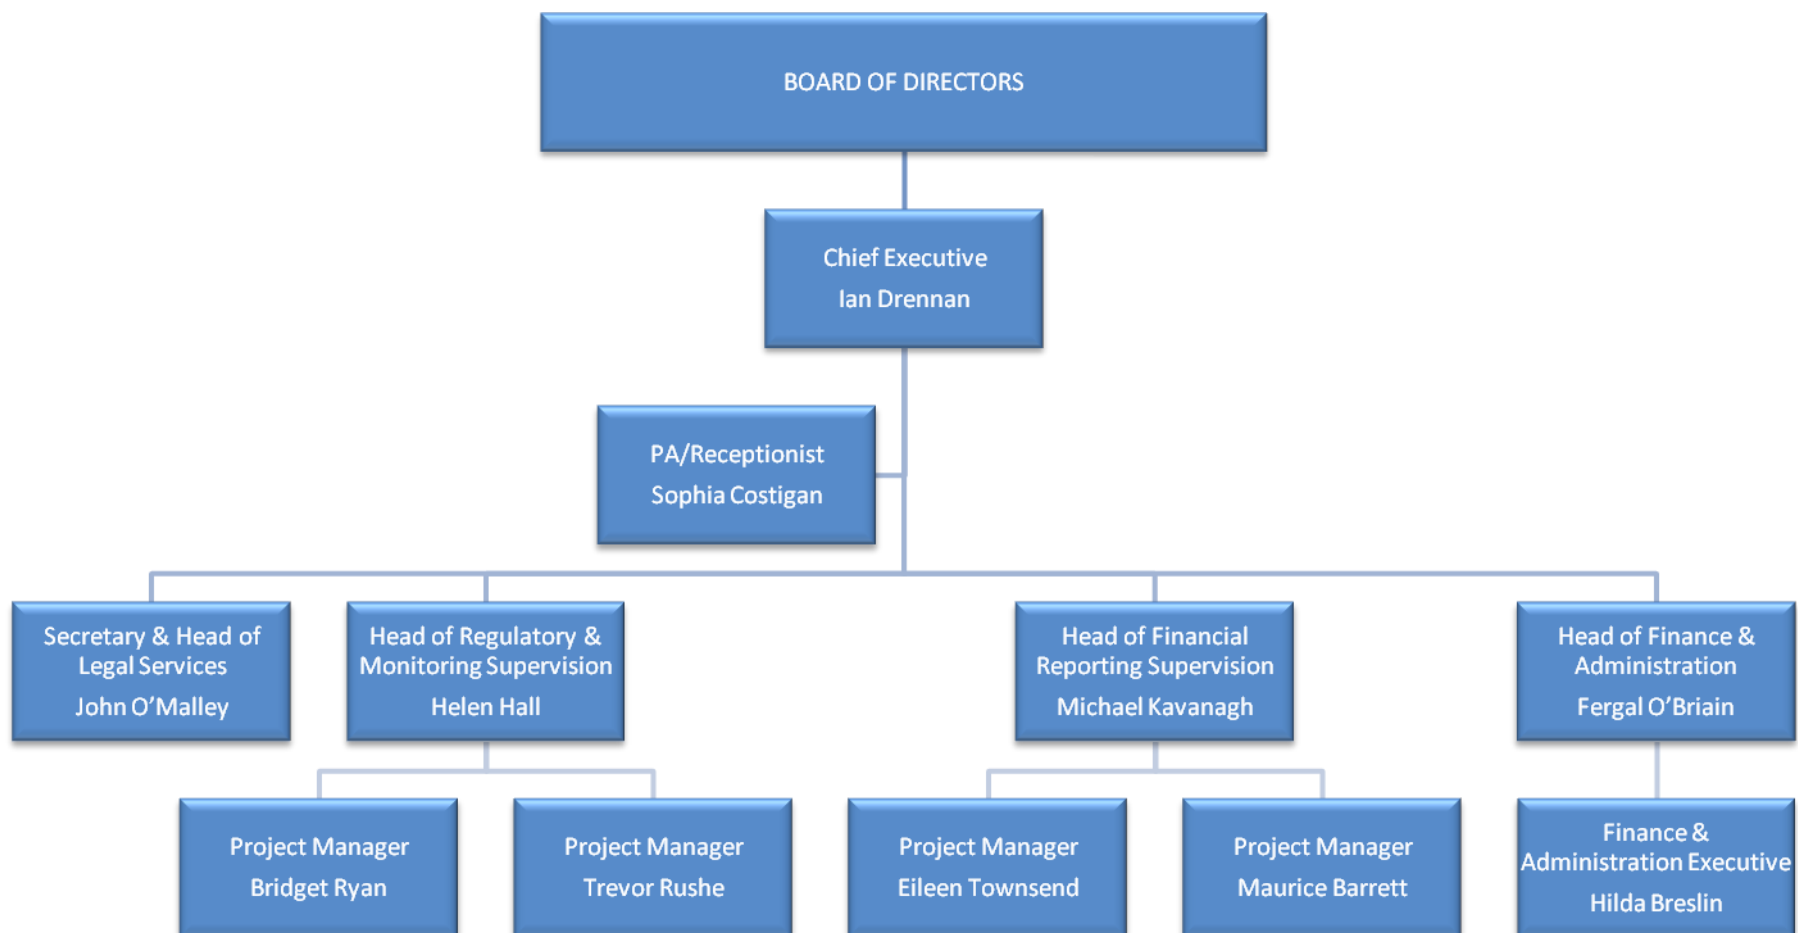 BOARD OF DIRECTORS
Chief Executive
Ian Drennan
PA/Receptionist
Sophia Costigan
Secretary & Head of
Legal Services
John O’Malley
Head of Regulatory &
Monitoring Supervision
Helen Hall
Head of Financial
Reporting Supervision
Michael Kavanagh
Head of Finance &
Administration
Fergal O’Briain
Project Manager
Bridget Ryan
Project Manager
Trevor Rushe
Project Manager
Eileen Townsend
Project Manager
Maurice Barrett
Finance &
Administration Executive
Hilda Breslin